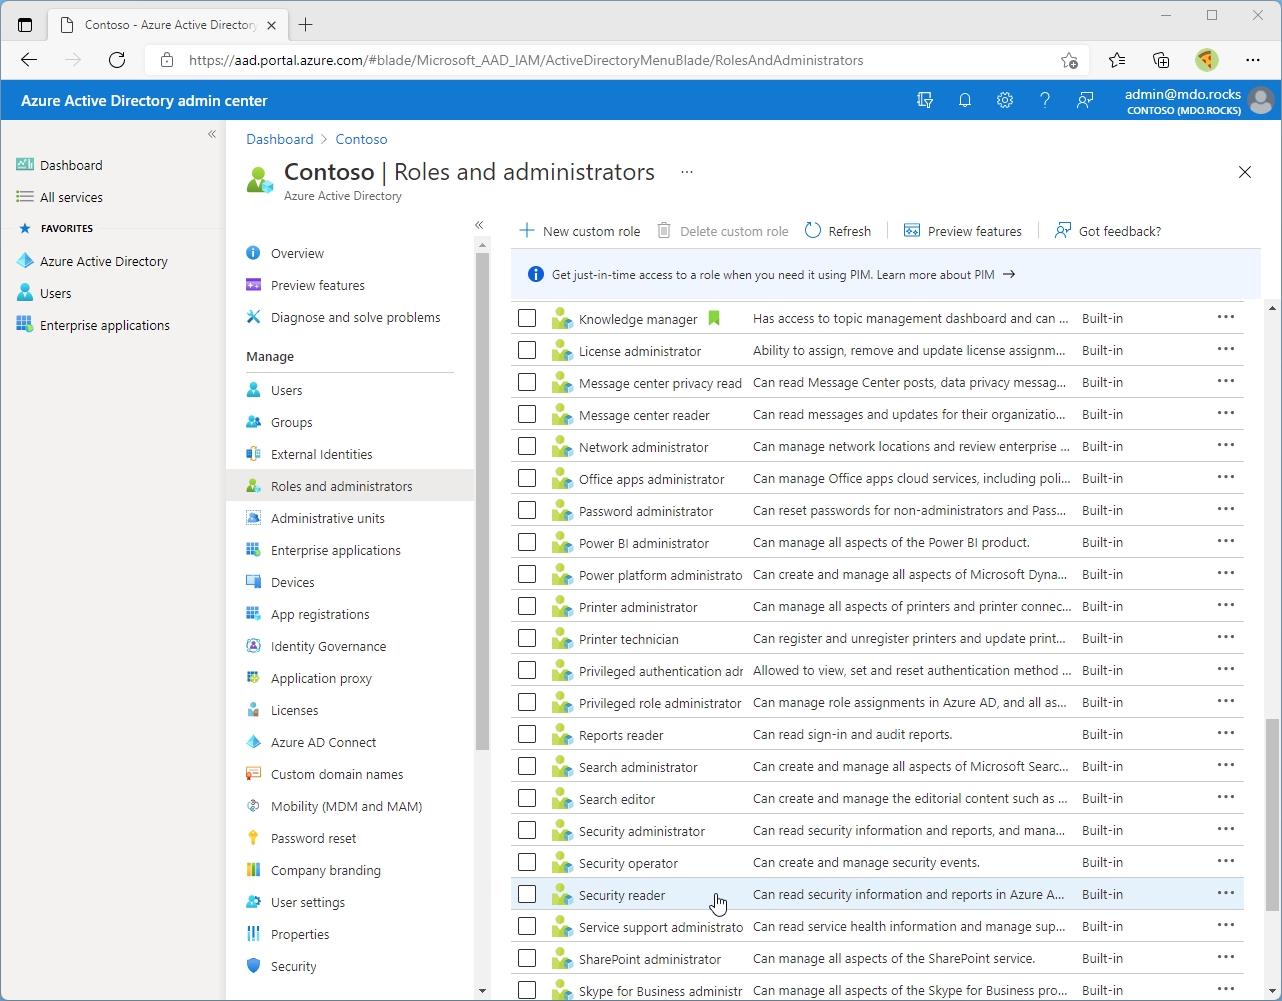 Contoso - Azure Active Directory
https://aad.portal.azure.com/#blade/Microsoft_AAD_IAM/ActiveDirectoryMenuBlade/RolesAndAdministrators
Azure Active Directory admin center
admin@mdo.rocks
CONTOSO (MDO.ROCKS)
Dashboard
All services
FAVORITES
Azure Active Directory
Users
Enterprise applications
Dashboard > Contoso
Contoso | Roles and administrators ...
Azure Active Directory
Overview
Preview features
Diagnose and solve problems
Manage
Users
Groups
External Identities
Roles and administrators
Administrative units
Enterprise applications
Devices
App registrations
Identity Governance
Application proxy
Licenses
Azure AD Connect
Custom domain names
Mobility (MDM and MAM)
Password reset
Company branding
User settings
Properties
Security
New custom role Delete custom role Refresh Preview features Got feedback?
Get just-in-time access to a role when you need it using PIM. Learn more about PIM →
Knowledge manager Has access to topic management dashboard and can ... Built-in
License administrator Ability to assign, remove and update license assignm... Built-in
Message center privacy read Can read Message Center posts, data privacy messag... Built-in
Message center reader Can read messages and updates for their organizatio... Built-in
Network administrator Can manage network locations and review enterprise ... Built-in
Office apps administrator Can manage Office apps cloud services, including poli... Built-in
Password administrator Can reset passwords for non-administrators and Pass... Built-in
Power BI administrator Can manage all aspects of the Power BI product. Built-in
Power platform administrato Can create and manage all aspects of Microsoft Dyna... Built-in
Printer administrator Can manage all aspects of printers and printer connec... Built-in
Printer technician Can register and unregister printers and update print... Built-in
Privileged authentication adr Allowed to view, set and reset authentication method ... Built-in
Privileged role administrator Can manage role assignments in Azure AD, and all as... Built-in
Reports reader Can read sign-in and audit reports. Built-in
Search administrator Can create and manage all aspects of Microsoft Searc... Built-in
Search editor Can create and manage the editorial content such as ... Built-in
Security administrator Can read security information and reports, and mana... Built-in
Security operator Can create and manage security events. Built-in
Security reader Can read security information and reports in Azure A... Built-in
Service support administrato Can read service health information and manage sup... Built-in
SharePoint administrator Can manage all aspects of the SharePoint service. Built-in
Skype for Business administr Can manage all aspects of the Skype for Business pro... Built-in